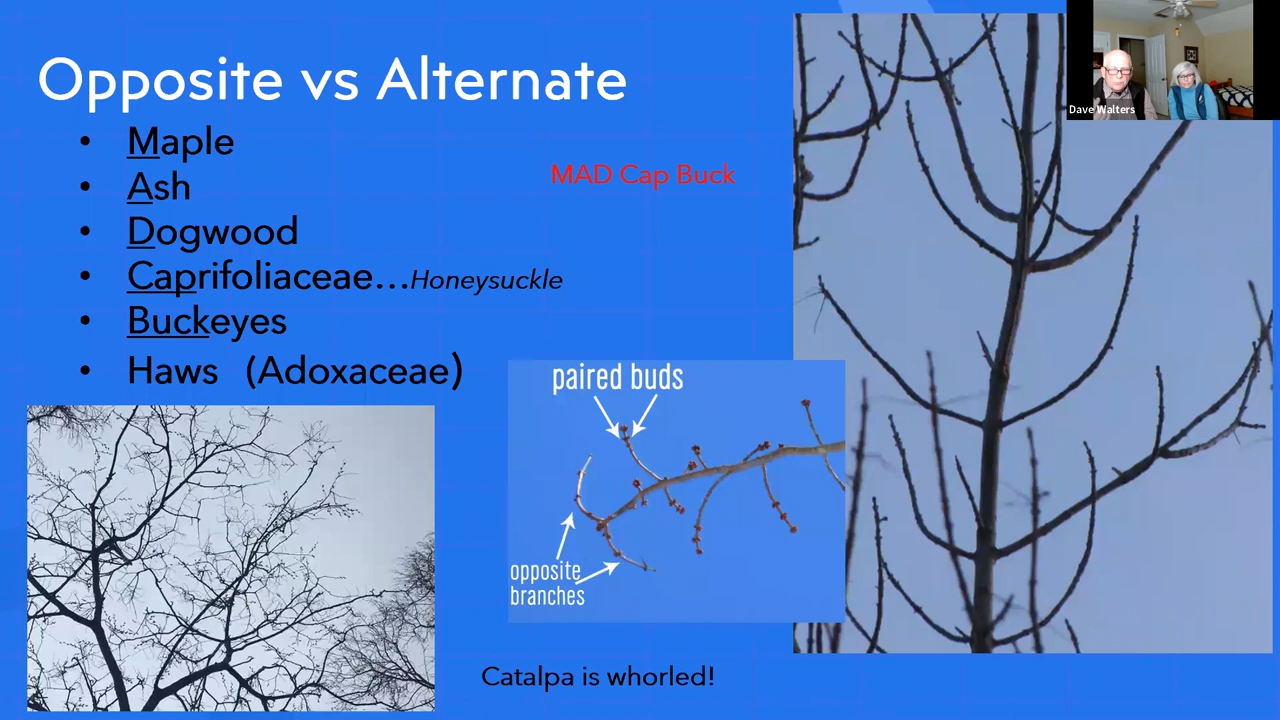 Opposite vs Alternate
• Maple
• Ash
• Dogwood
• Caprifoliaceae...Honeysuckle
• Buckeyes
• Haws (Adoxaceae)
MAD Cap Buck
paired buds
opposite
branches
Catalpa is whorled!
Dave Walters